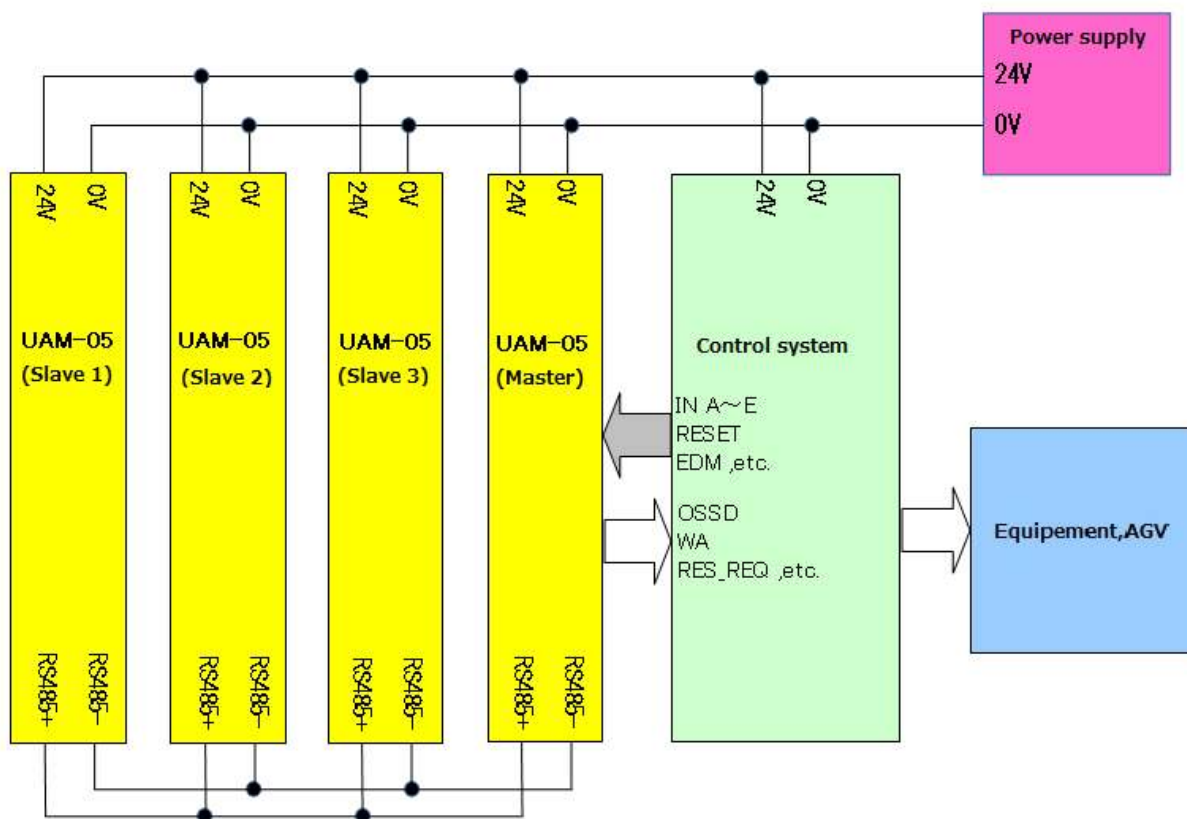 Power supply
24V
0V
24V
0V
24V
0V
24V
0V
24V
0V
24V
0V
UAM-05
(Slave 1)
UAM-05
(Slave 2)
UAM-05
(Slave 3)
UAM-05
(Master)
Control system
IN A～E
RESET
EDM ,etc.
OSSD
WA
RES_REQ ,etc.
Equipement,AGV
RS485+
RS485-
RS485+
RS485-
RS485+
RS485-
RS485+
RS485-